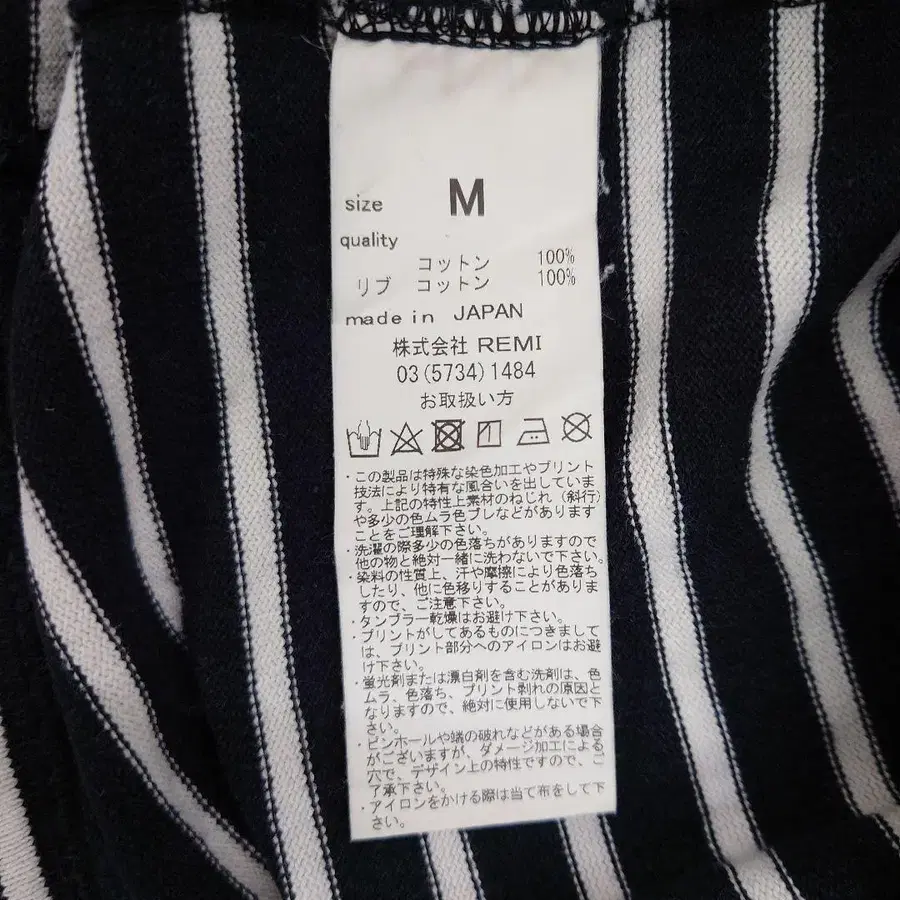 size M
quality
コットン 100%
リブ コットン 100%
made in JAPAN
株式会社 REMI
03(5734)1484
お取扱い方
・この製品は特殊な染色加工やプリント
技法により特有な風合いを出していま
す。上記の特性上素材のねじれ(斜行)
や多少の色ムラ色ブレなどがあります
ことをご理解下さい。
・洗濯の際多少の色落ちがありますので
他の物と絶対一緒に洗わないで下さい。
・染料の性質上、汗や摩擦により色落ち
したり、他に色移りすることがありま
すので、ご注意下さい。
・タンブラー乾燥はお避け下さい。
・プリントがしてあるものにつきまして
は、プリント部分へのアイロンはお避
け下さい。
・蛍光剤または漂白剤を含む洗剤は、色
ムラ、色落ち、プリント剥れの原因と
なりますので、絶対に使用しないで下
さい。
・ピンホールや端の破れなどがある場合
がございますが、ダメージ加工による
穴で、デザイン上の特性ですので、ご
了承下さい。
・アイロンをかける際は当て布をして下
さい。